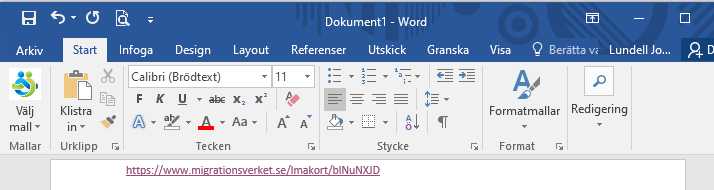 Dokument1 - Word
Arkiv Start Infoga Design Layout Referenser Utskick Granska Visa Berätta va Lundell Jo... D
Calibri (Brödtext) 11
F K U abc x₂ x²
A A Aa A A
Välj mall
Klistra in
Formatmallar
Redigering
Mallar Urklipp Tecken Stycke Formatmallar
https://www.migrationsverket.se/lmakort/blNuNXJD